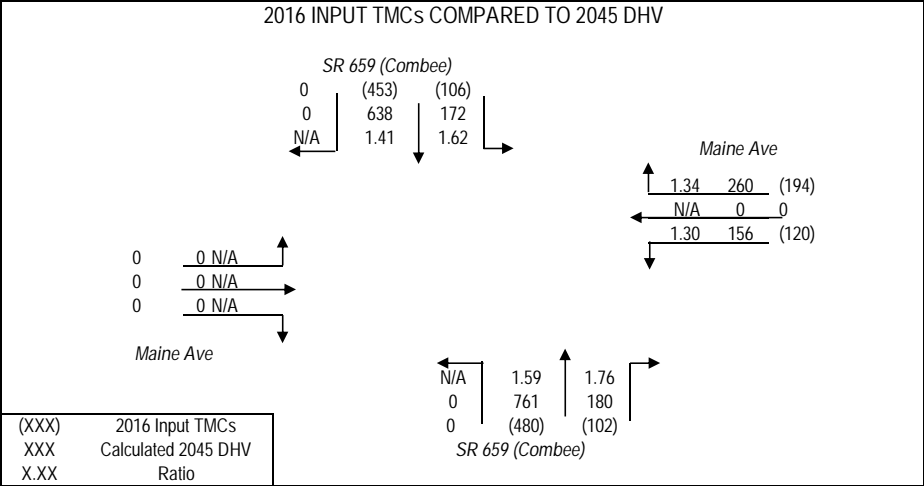 2016 INPUT TMCs COMPARED TO 2045 DHV
SR 659 (Combee)
0 (453) (106)
0 638 172
N/A 1.41 1.62
Maine Ave
1.34 260 (194)
N/A 0 0
1.30 156 (120)
0 0 N/A
0 0 N/A
0 0 N/A
Maine Ave
N/A 1.59 1.76
0 761 180
0 (480) (102)
SR 659 (Combee)
(XXX) 2016 Input TMCs
XXX Calculated 2045 DHV
X.XX Ratio